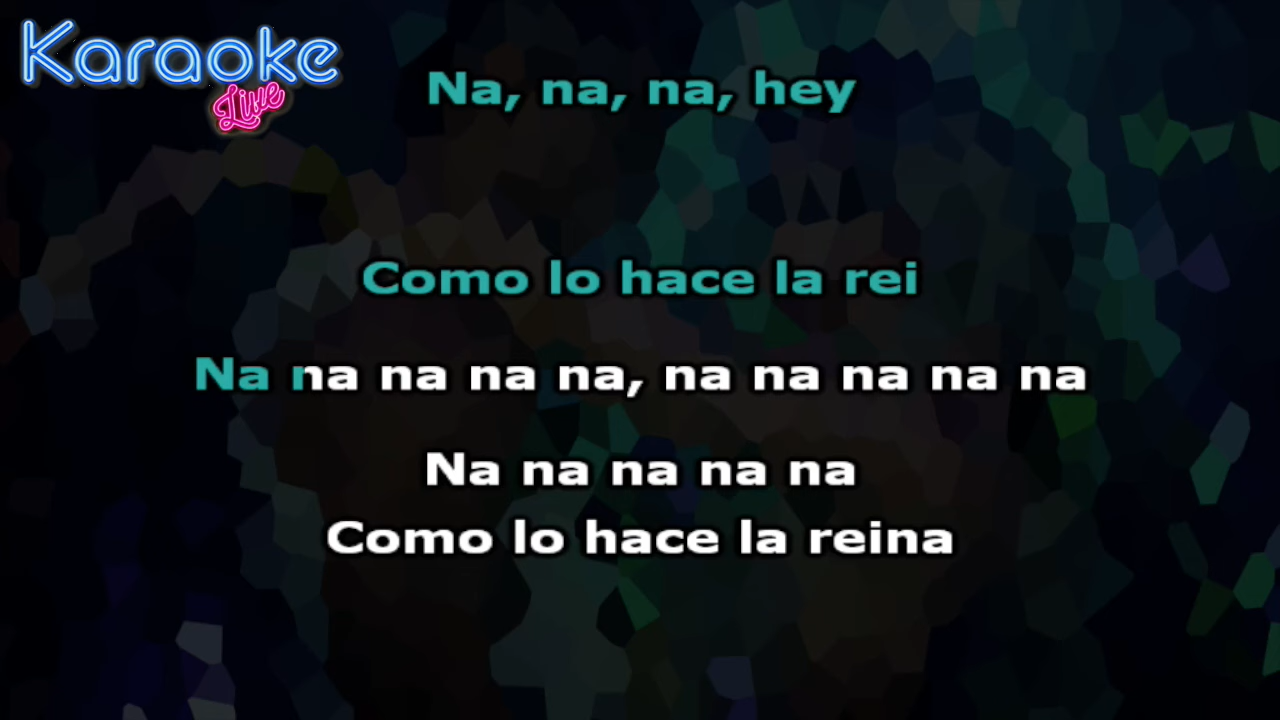 Karaoke
Live
Na, na, na, hey
Como lo hace la rei
Na na na na na, na na na na na
Na na na na na
Como lo hace la reina